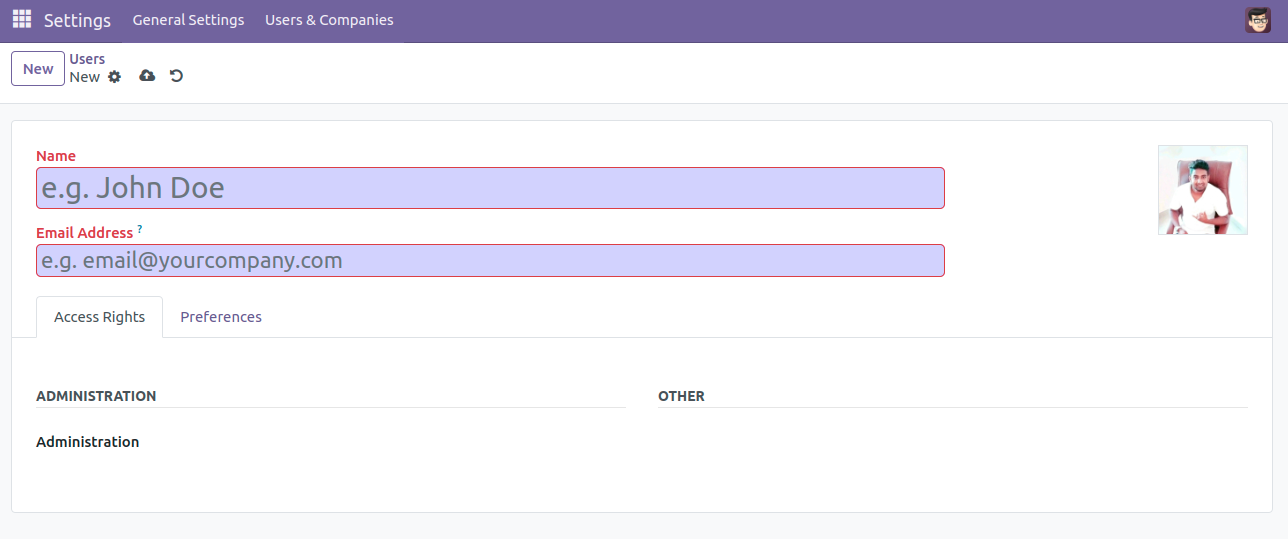 Settings General Settings Users & Companies
New
Users
New
Name
e.g. John Doe
Email Address ?
e.g. email@yourcompany.com
Access Rights Preferences
ADMINISTRATION OTHER
Administration